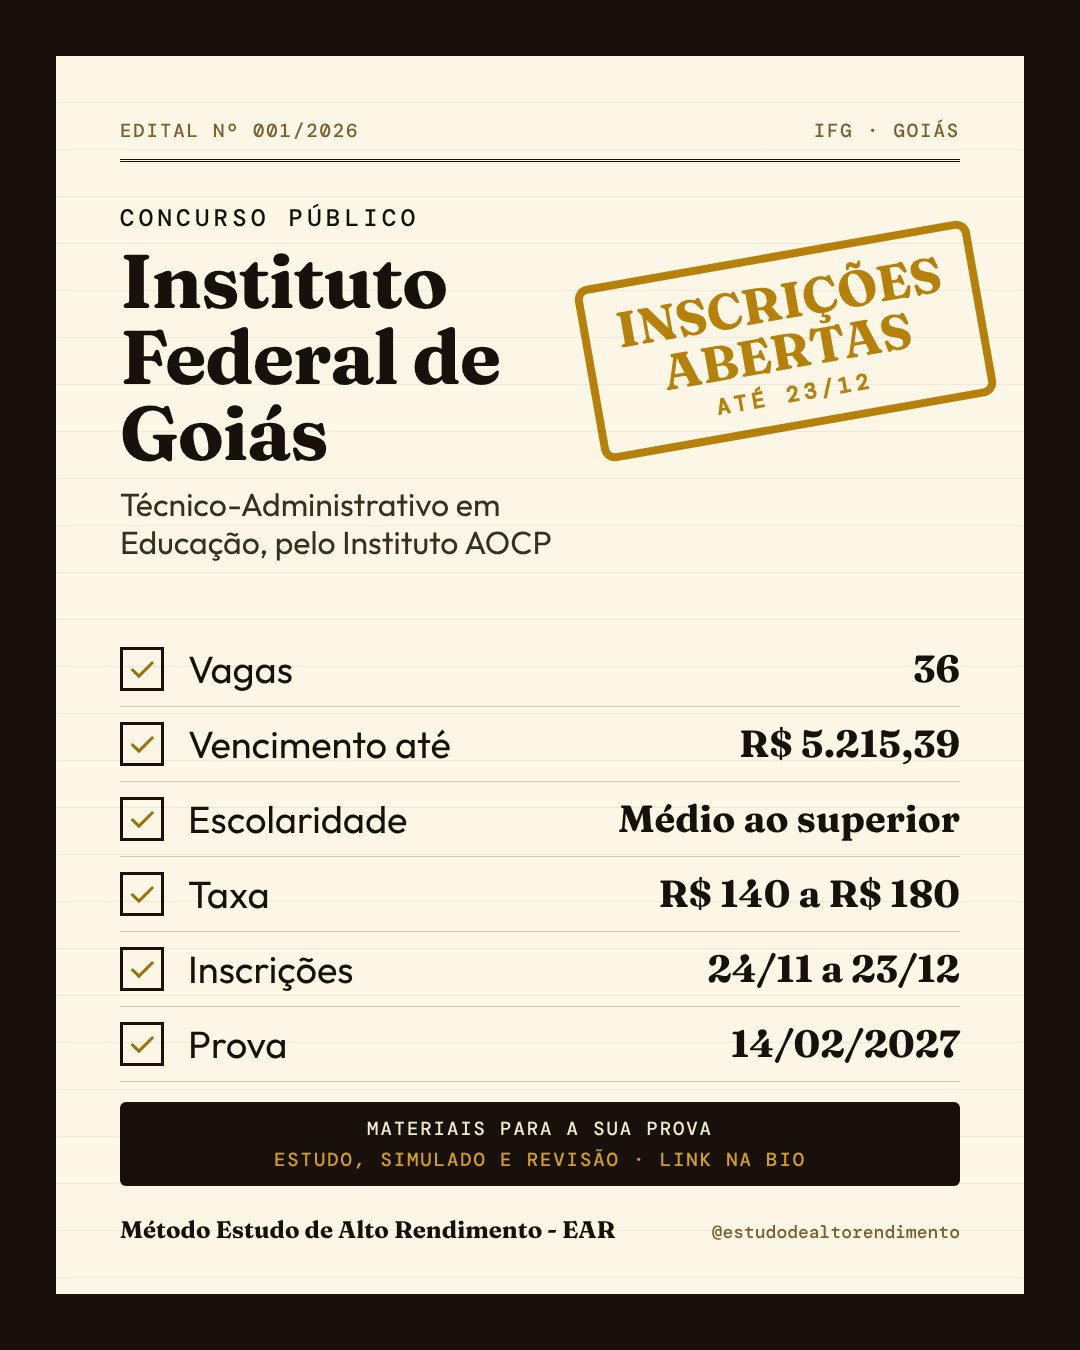 EDITAL Nº 001/2026
IFG · GOIÁS
CONCURSO PÚBLICO
Instituto
Federal de
Goiás
INSCRIÇÕES
ABERTAS
ATÉ 23/12
Técnico-Administrativo em
Educação, pelo Instituto AOCP
Vagas 36
Vencimento até R$ 5.215,39
Escolaridade Médio ao superior
Taxa R$ 140 a R$ 180
Inscrições 24/11 a 23/12
Prova 14/02/2027
MATERIAIS PARA A SUA PROVA
ESTUDO, SIMULADO E REVISÃO · LINK NA BIO
Método Estudo de Alto Rendimento - EAR
@estudodealtorendimento